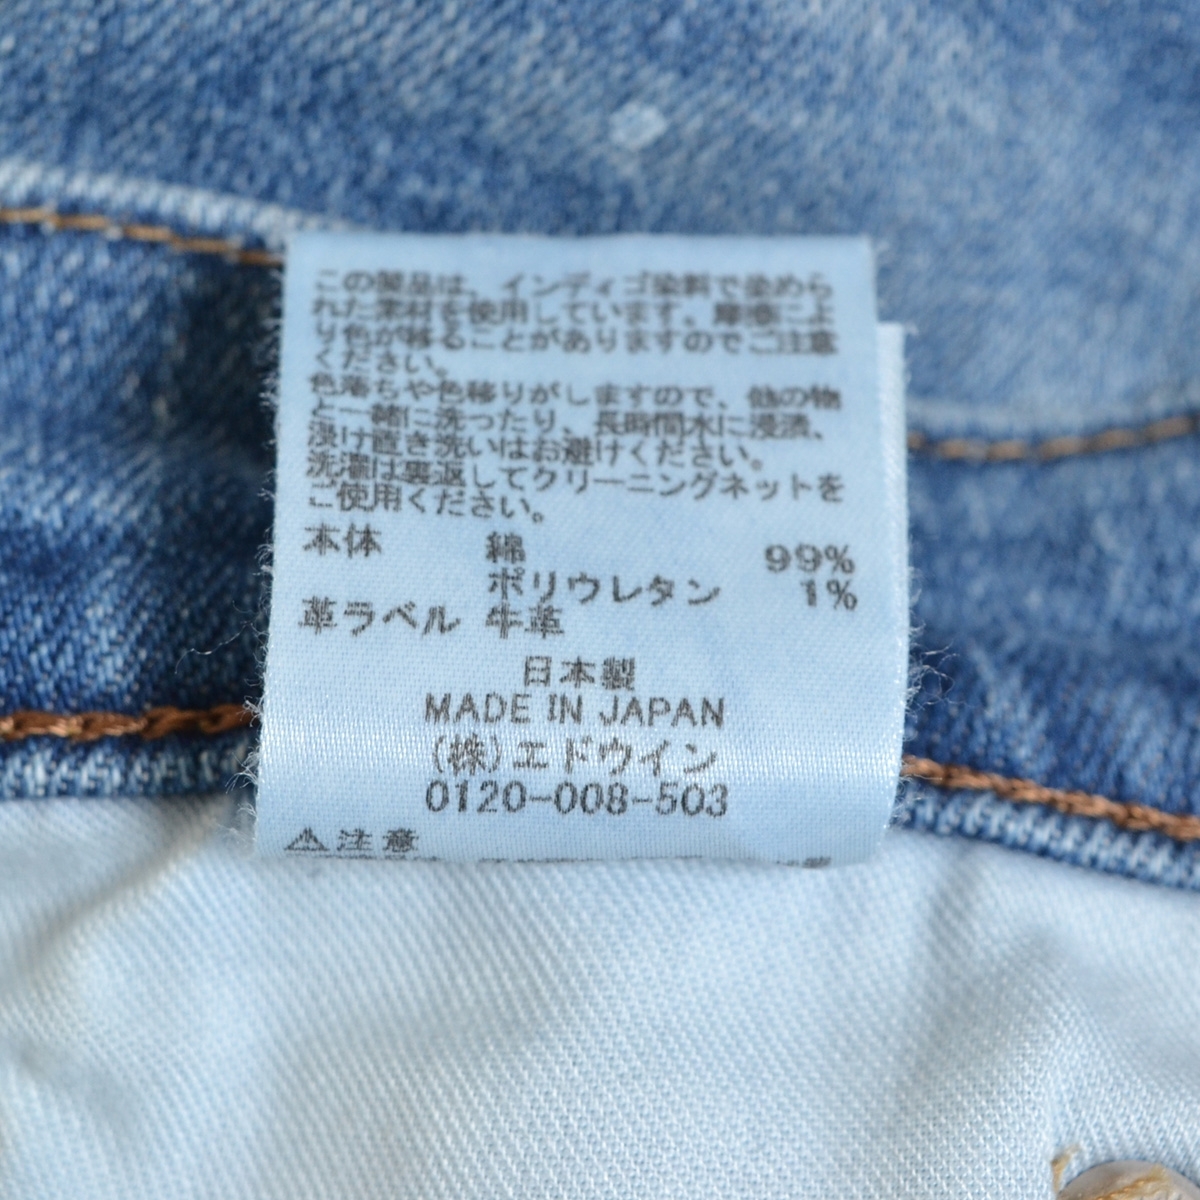 この製品は、インディゴ染料で染めら
れた素材を使用しています。摩擦によ
り色が移ることがありますのでご注意
ください。
色落ちや色移りがしますので、他の物
と一緒に洗ったり、長時間水に浸漬、
浸け置き洗いはお避けください。
洗濯は裏返してクリーニングネットを
ご使用ください。
本体 綿 99%
ポリウレタン 1%
革ラベル 牛革
日本製
MADE IN JAPAN
(株)エドウイン
0120-008-503
⚠注意